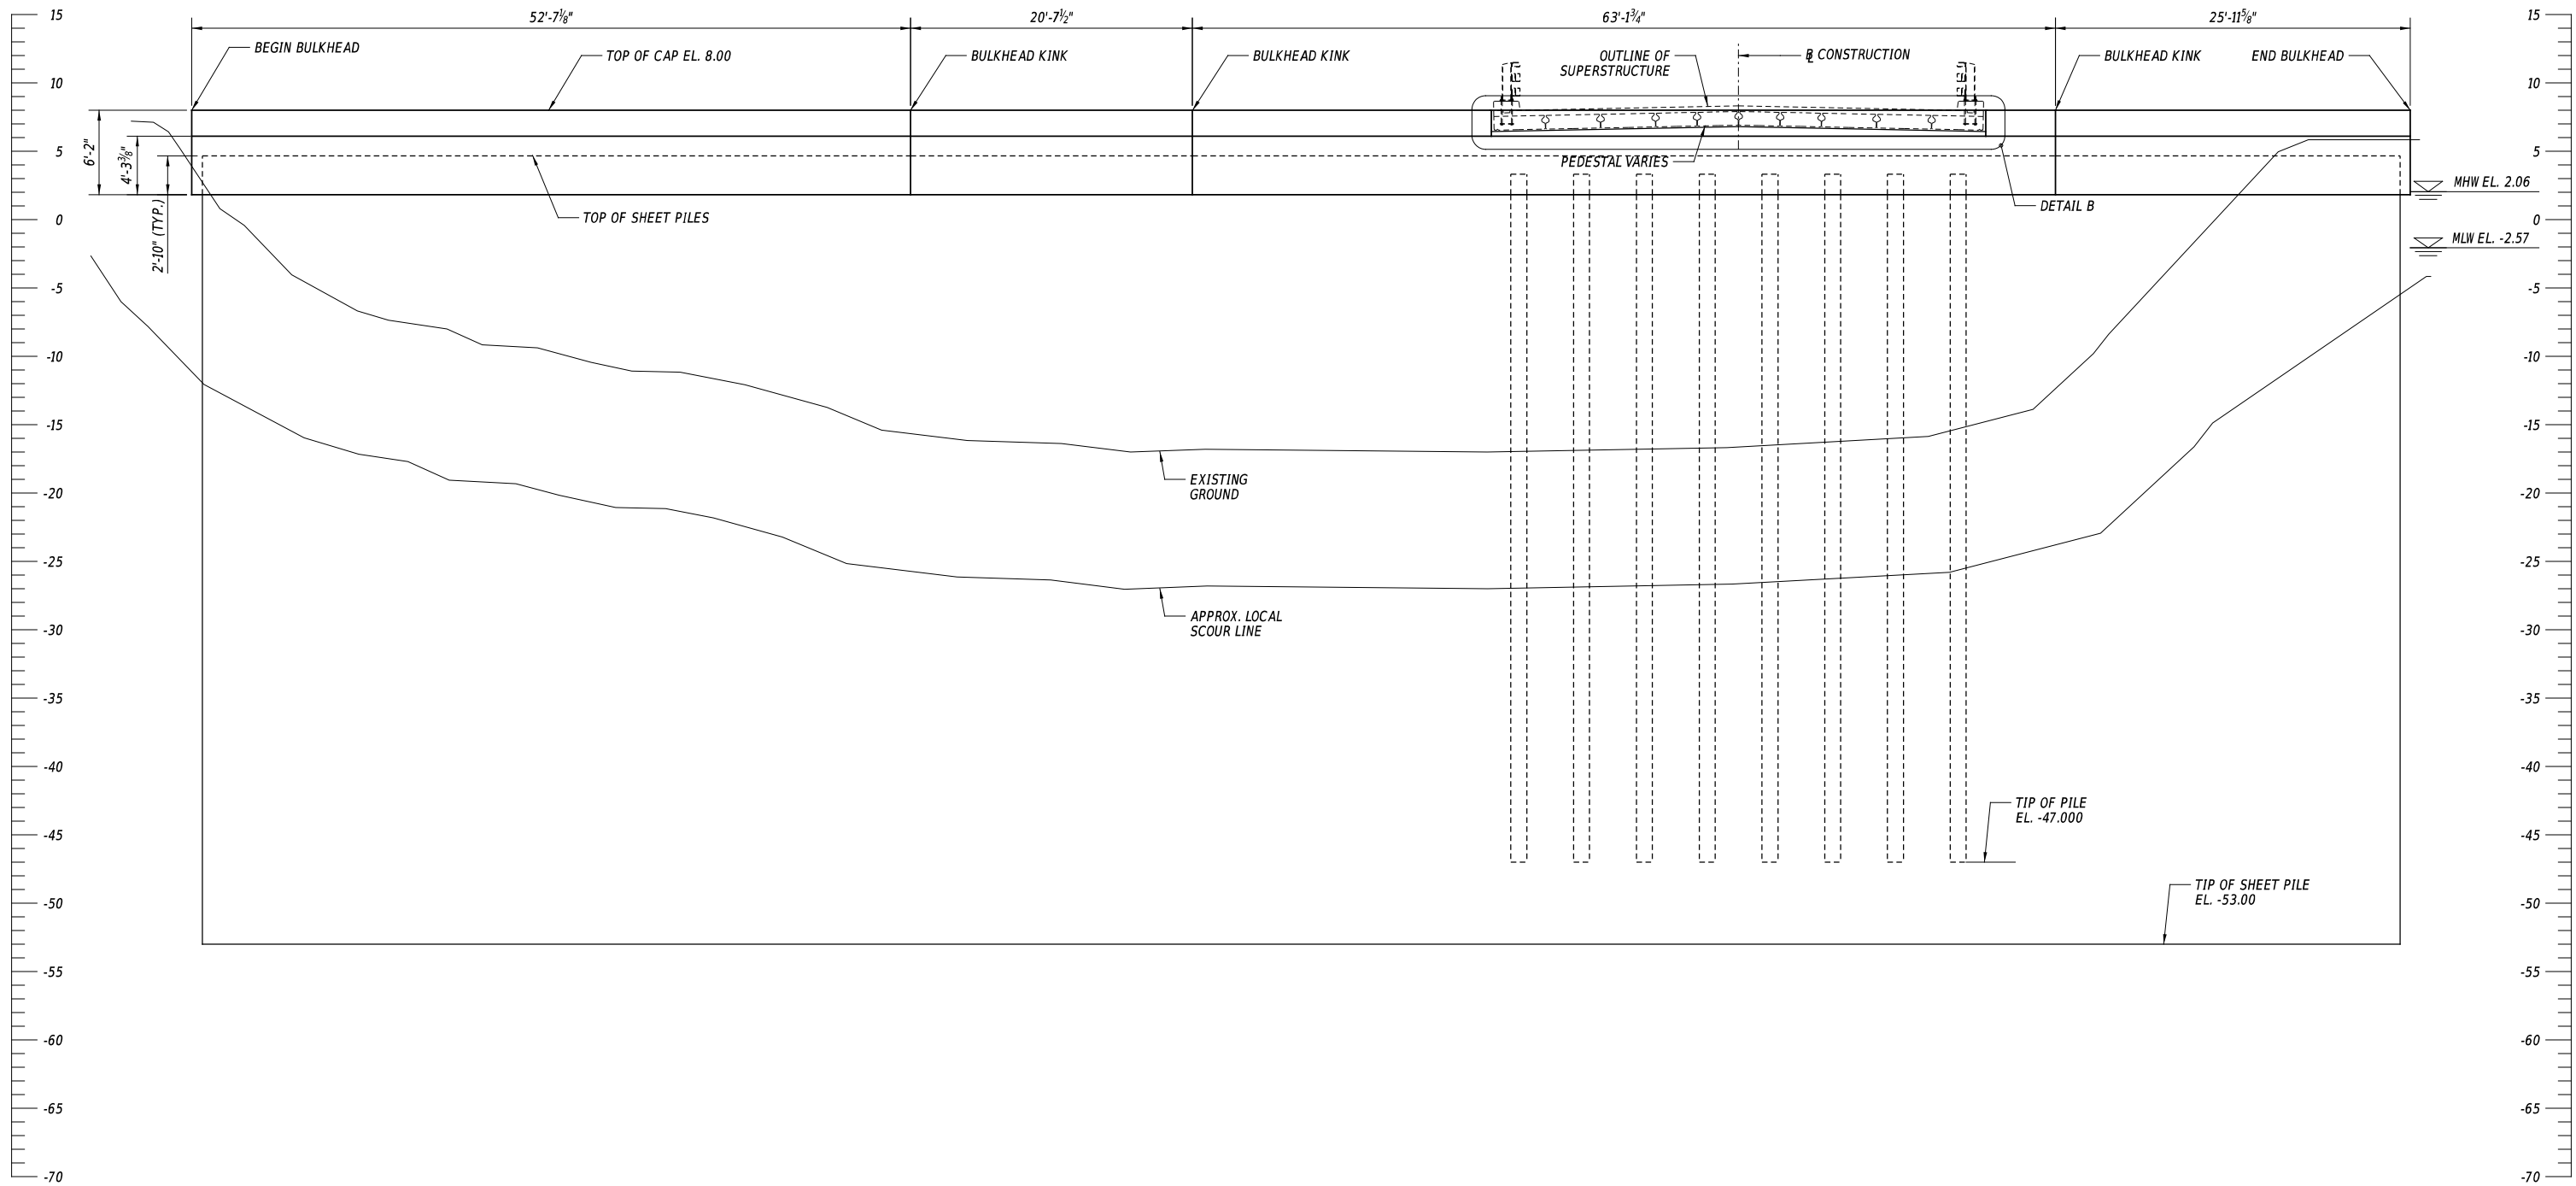 52'-7⅛"
20'-7½"
63'-1¾"
25'-11⅝"
BEGIN BULKHEAD
TOP OF CAP EL. 8.00
BULKHEAD KINK
BULKHEAD KINK
OUTLINE OF
SUPERSTRUCTURE
℄ CONSTRUCTION
BULKHEAD KINK
END BULKHEAD
6'-2"
4'-3⅜"
2'-10" (TYP.)
TOP OF SHEET PILES
PEDESTAL VARIES
DETAIL B
MHW EL. 2.06
MLW EL. -2.57
EXISTING
GROUND
APPROX. LOCAL
SCOUR LINE
TIP OF PILE
EL. -47.000
TIP OF SHEET PILE
EL. -53.00
15
10
5
0
-5
-10
-15
-20
-25
-30
-35
-40
-45
-50
-55
-60
-65
-70
15
10
5
0
-5
-10
-15
-20
-25
-30
-35
-40
-45
-50
-55
-60
-65
-70